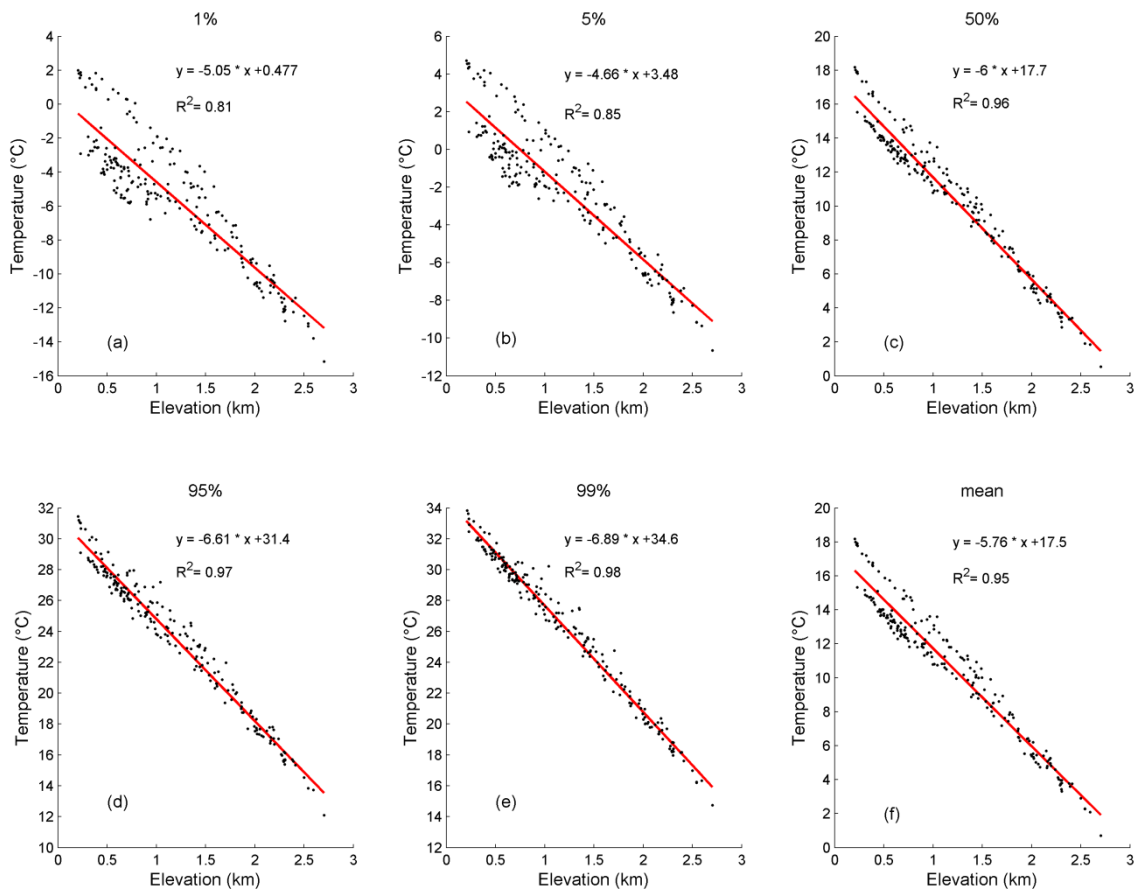 1%
y = -5.05 * x +0.477
R2= 0.81
4
2
0
-2
-4
-6
-8
-10
-12
-14
-16
Temperature (°C)
(a)
0 0.5 1 1.5 2 2.5 3
Elevation (km)
5%
y = -4.66 * x +3.48
R2= 0.85
6
4
2
0
-2
-4
-6
-8
-10
-12
Temperature (°C)
(b)
0 0.5 1 1.5 2 2.5 3
Elevation (km)
50%
y = -6 * x +17.7
R2= 0.96
20
18
16
14
12
10
8
6
4
2
0
Temperature (°C)
(c)
0 0.5 1 1.5 2 2.5 3
Elevation (km)
95%
y = -6.61 * x +31.4
R2= 0.97
32
30
28
26
24
22
20
18
16
14
12
10
Temperature (°C)
(d)
0 0.5 1 1.5 2 2.5 3
Elevation (km)
99%
y = -6.89 * x +34.6
R2= 0.98
34
32
30
28
26
24
22
20
18
16
14
12
Temperature (°C)
(e)
0 0.5 1 1.5 2 2.5 3
Elevation (km)
mean
y = -5.76 * x +17.5
R2= 0.95
20
18
16
14
12
10
8
6
4
2
0
Temperature (°C)
(f)
0 0.5 1 1.5 2 2.5 3
Elevation (km)